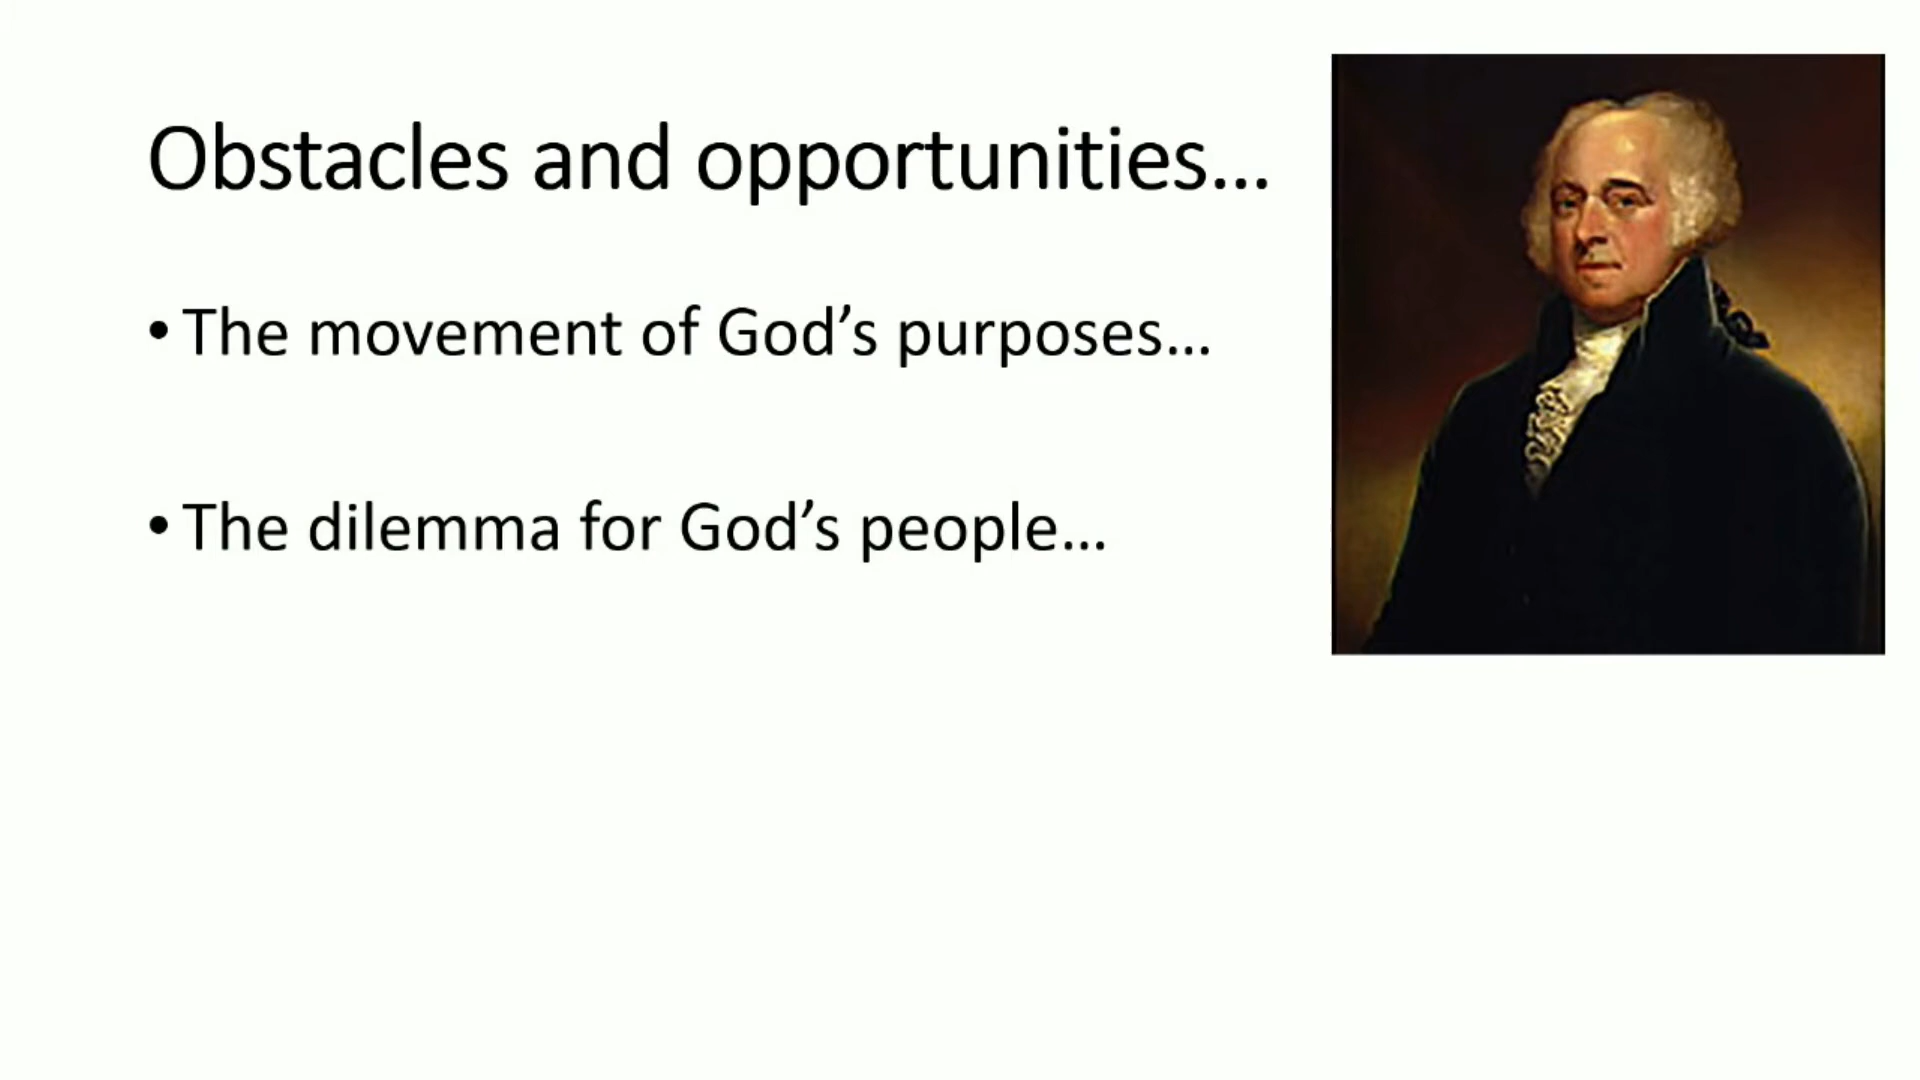 Obstacles and opportunities...
• The movement of God’s purposes...
• The dilemma for God’s people...